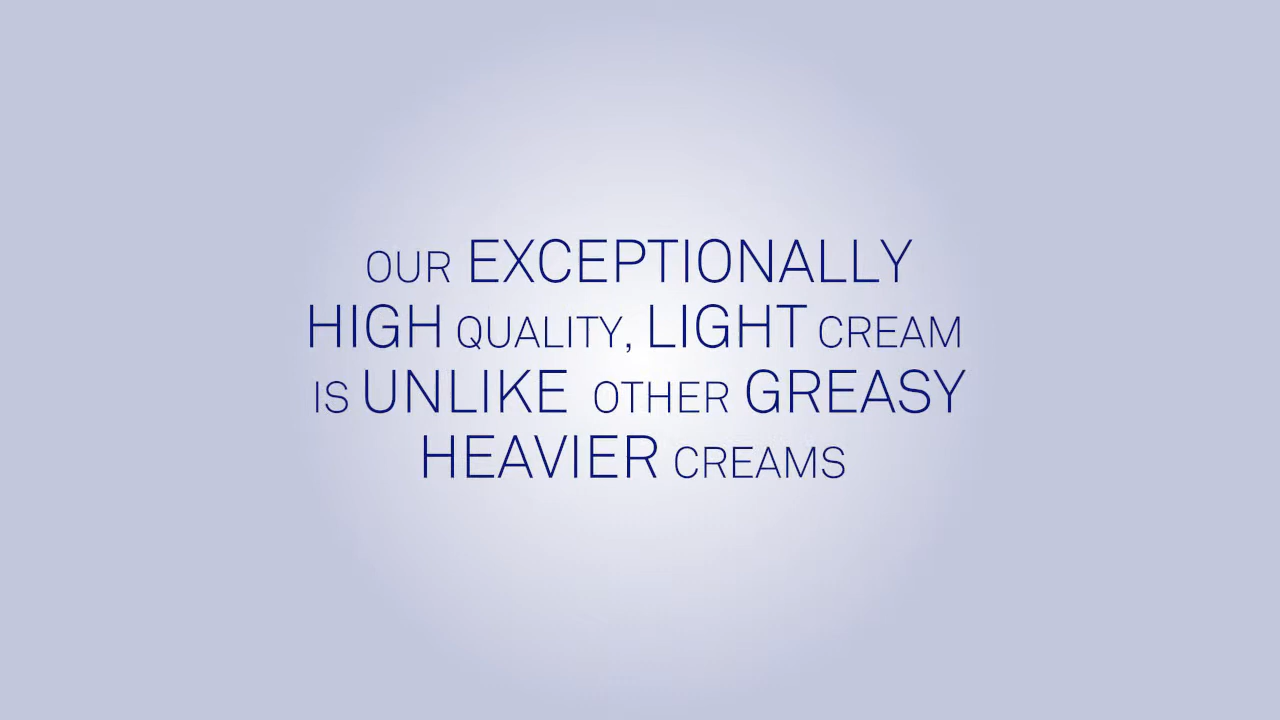 OUR EXCEPTIONALLY
HIGH QUALITY, LIGHT CREAM
IS UNLIKE OTHER GREASY
HEAVIER CREAMS